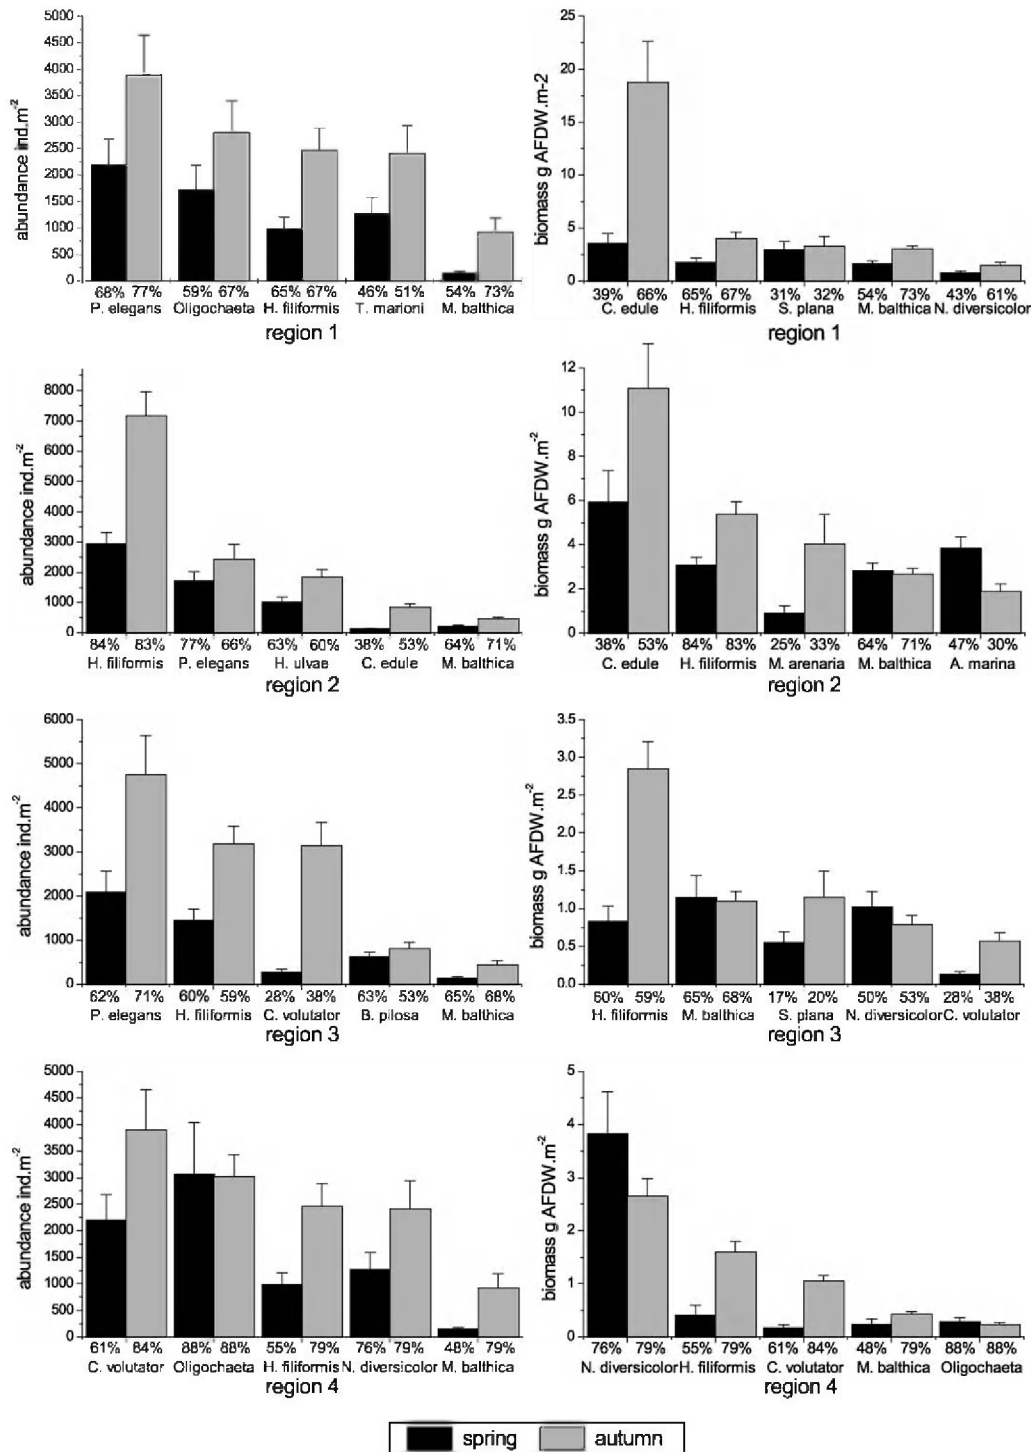 abundance ind.m-2
5000
4500
4000
3500
3000
2500
2000
1500
1000
500
0
68% 77% 59% 67% 65% 67% 46% 51% 54% 73%
P. elegans Oligochaeta H. filiformis T. marioni M. balthica
region 1
biomass g AFDW.m-2
25
20
15
10
5
0
39% 66% 65% 67% 31% 32% 54% 73% 43% 61%
C. edule H. filiformis S. plana M. balthica N. diversicolor
region 1
abundance ind.m-2
8000
7000
6000
5000
4000
3000
2000
1000
0
84% 83% 77% 66% 63% 60% 38% 53% 64% 71%
H. filiformis P. elegans H. ulvae C. edule M. balthica
region 2
biomass g AFDW.m-2
12
10
8
6
4
2
0
38% 53% 84% 83% 25% 33% 64% 71% 47% 30%
C. edule H. filiformis M. arenaria M. balthica A. marina
region 2
abundance ind.m-2
6000
5000
4000
3000
2000
1000
0
62% 71% 60% 59% 28% 38% 63% 53% 65% 68%
P. elegans H. filiformis C. volutator B. pilosa M. balthica
region 3
biomass g AFDW.m-2
3.5
3.0
2.5
2.0
1.5
1.0
0.5
0.0
60% 59% 65% 68% 17% 20% 50% 53% 28% 38%
H. filiformis M. balthica S. plana N. diversicolor C. volutator
region 3
abundance ind.m-2
5000
4500
4000
3500
3000
2500
2000
1500
1000
500
0
61% 84% 88% 88% 55% 79% 76% 79% 48% 79%
C. volutator Oligochaeta H. filiformis N. diversicolor M. balthica
region 4
biomass g AFDW.m-2
5
4
3
2
1
0
76% 79% 55% 79% 61% 84% 48% 79% 88% 88%
N. diversicolor H. filiformis C. volutator M. balthica Oligochaeta
region 4
spring autumn